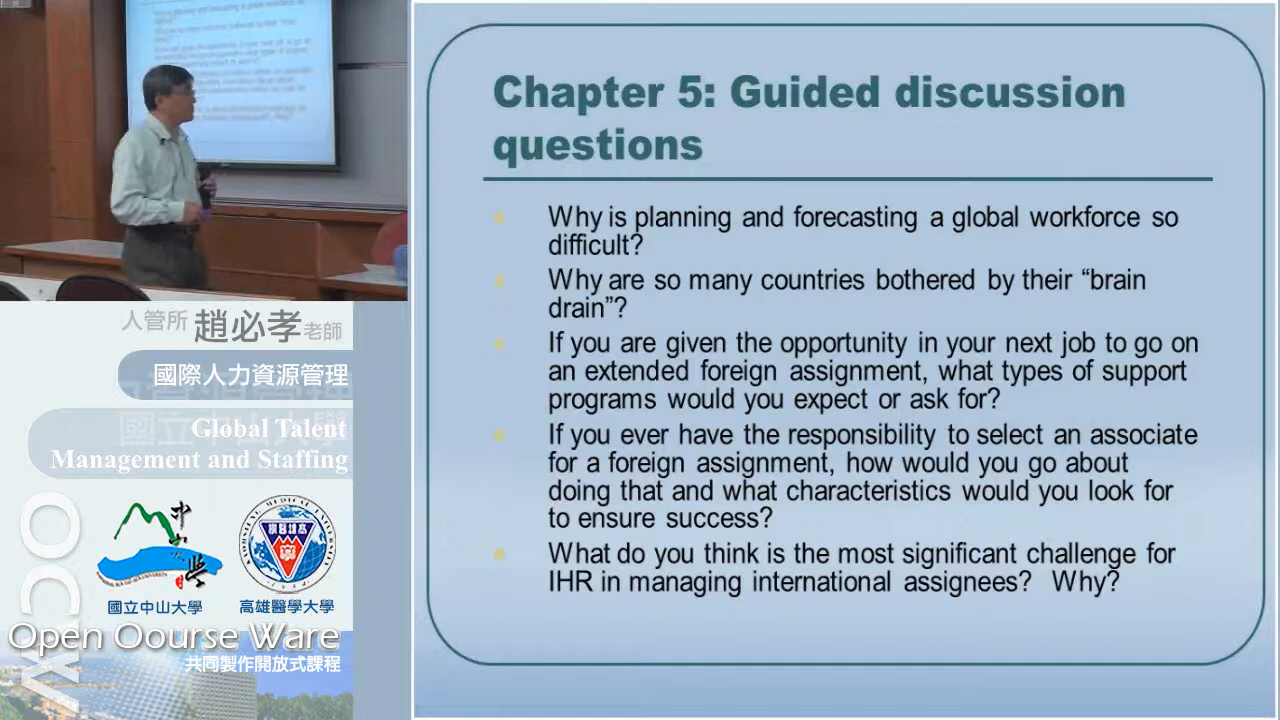 Chapter 5: Guided discussion
questions
Why is planning and forecasting a global workforce so
difficult?
Why are so many countries bothered by their “brain
drain”?
If you are given the opportunity in your next job to go on
an extended foreign assignment, what types of support
programs would you expect or ask for?
If you ever have the responsibility to select an associate
for a foreign assignment, how would you go about
doing that and what characteristics would you look for
to ensure success?
What do you think is the most significant challenge for
IHR in managing international assignees? Why?
人管所 趙必孝老師
國際人力資源管理
Global Talent
Management and Staffing
中山大學
國立中山大學
高雄醫學大學
OCW
Open Oourse Ware
共同製作開放式課程